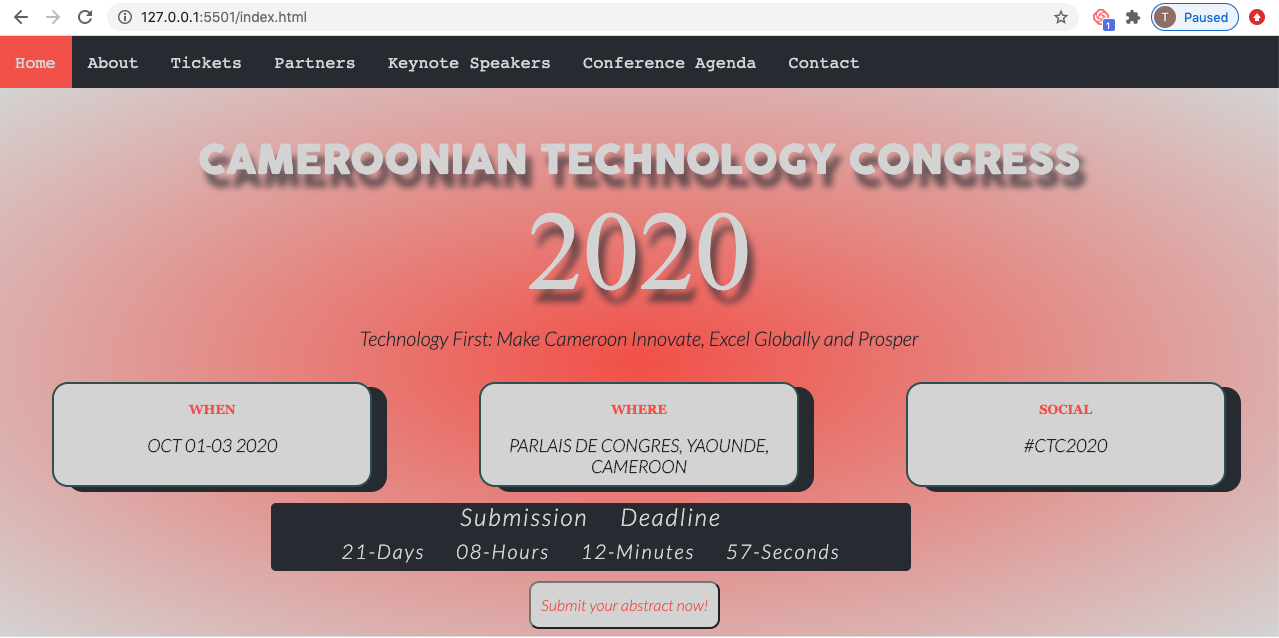 127.0.0.1:5501/index.html
1
T
Paused
Home About Tickets Partners Keynote Speakers Conference Agenda Contact
CAMEROONIAN TECHNOLOGY CONGRESS
2020
Technology First: Make Cameroon Innovate, Excel Globally and Prosper
WHEN
OCT 01-03 2020
WHERE
PARLAIS DE CONGRES, YAOUNDE,
CAMEROON
SOCIAL
#CTC2020
Submission Deadline
21-Days 08-Hours 12-Minutes 57-Seconds
Submit your abstract now!